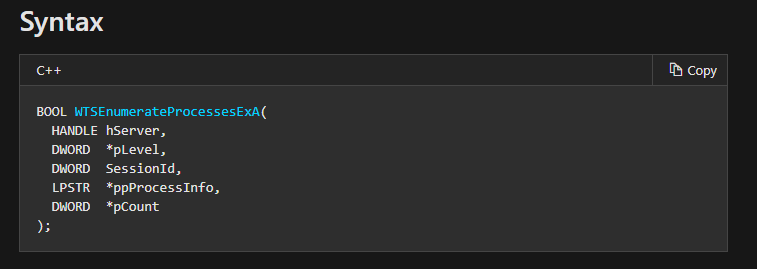 Syntax
C++
Copy
BOOL WTSEnumerateProcessesExA(
  HANDLE hServer,
  DWORD  *pLevel,
  DWORD  SessionId,
  LPSTR  *ppProcessInfo,
  DWORD  *pCount
);